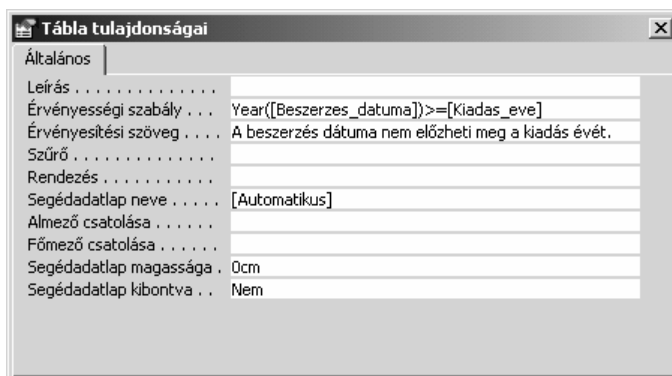 Tábla tulajdonságai
Általános
Leírás . . . . . . . . . . . . . .
Érvényességi szabály . . . Year([Beszerzes_datuma])>=[Kiadas_eve]
Érvényesítési szöveg . . . . A beszerzés dátuma nem előzheti meg a kiadás évét.
Szűrő . . . . . . . . . . . . . .
Rendezés . . . . . . . . . . .
Segédadatlap neve . . . . . [Automatikus]
Almező csatolása . . . . . .
Főmező csatolása . . . . . .
Segédadatlap magassága . 0cm
Segédadatlap kibontva . . Nem